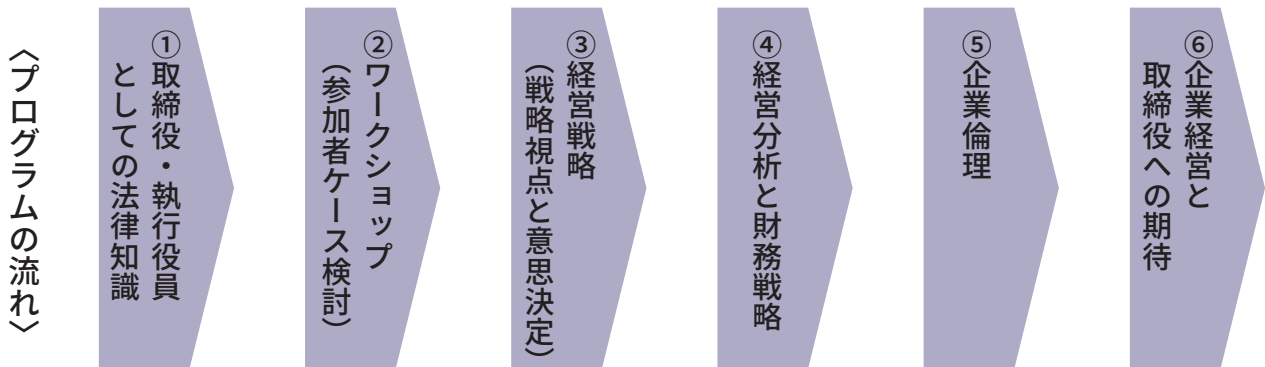 〈プログラムの流れ〉
①取締役・執行役員
としての法律知識
②ワークショップ
（参加者ケース検討）
③経営戦略
（戦略視点と意思決定）
④経営分析と財務戦略
⑤企業倫理
⑥企業経営と
取締役への期待